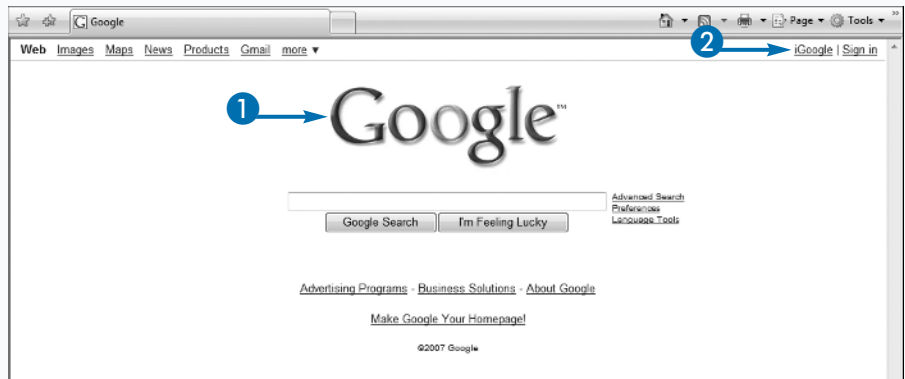 Google Page Tools »
2
Web Images Maps News Products Gmail more ▼ iGoogle | Sign in
1
Google™
Advanced Search
Preferences
Language Tools
Google Search I'm Feeling Lucky
Advertising Programs - Business Solutions - About Google
Make Google Your Homepage!
©2007 Google